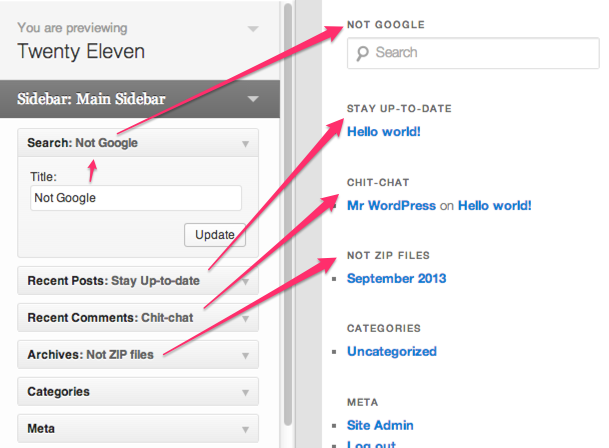 You are previewing
Twenty Eleven
Sidebar: Main Sidebar
Search: Not Google
Title:
Not Google
Update
Recent Posts: Stay Up-to-date
Recent Comments: Chit-chat
Archives: Not ZIP files
Categories
Meta
NOT GOOGLE
Search
STAY UP-TO-DATE
Hello world!
CHIT-CHAT
Mr WordPress on Hello world!
NOT ZIP FILES
September 2013
CATEGORIES
Uncategorized
META
Site Admin
Log out